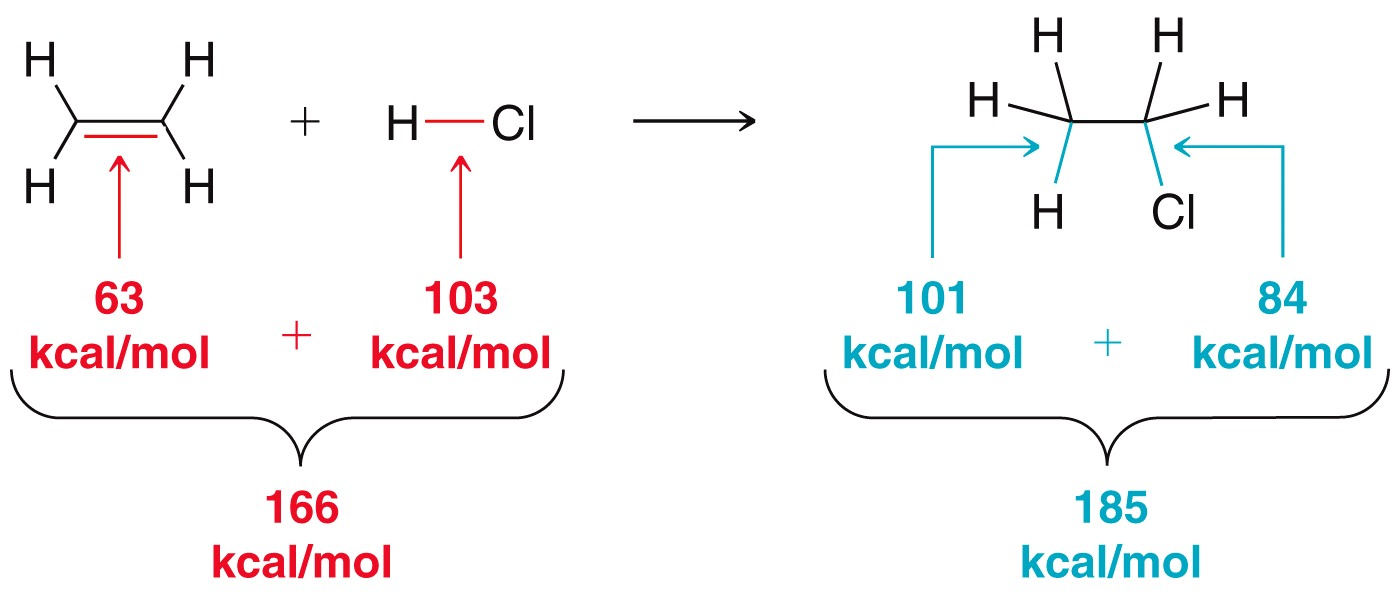 H H H H
+ H Cl H H
H H H Cl
63 103 101 84
kcal/mol + kcal/mol kcal/mol + kcal/mol
166 185
kcal/mol kcal/mol